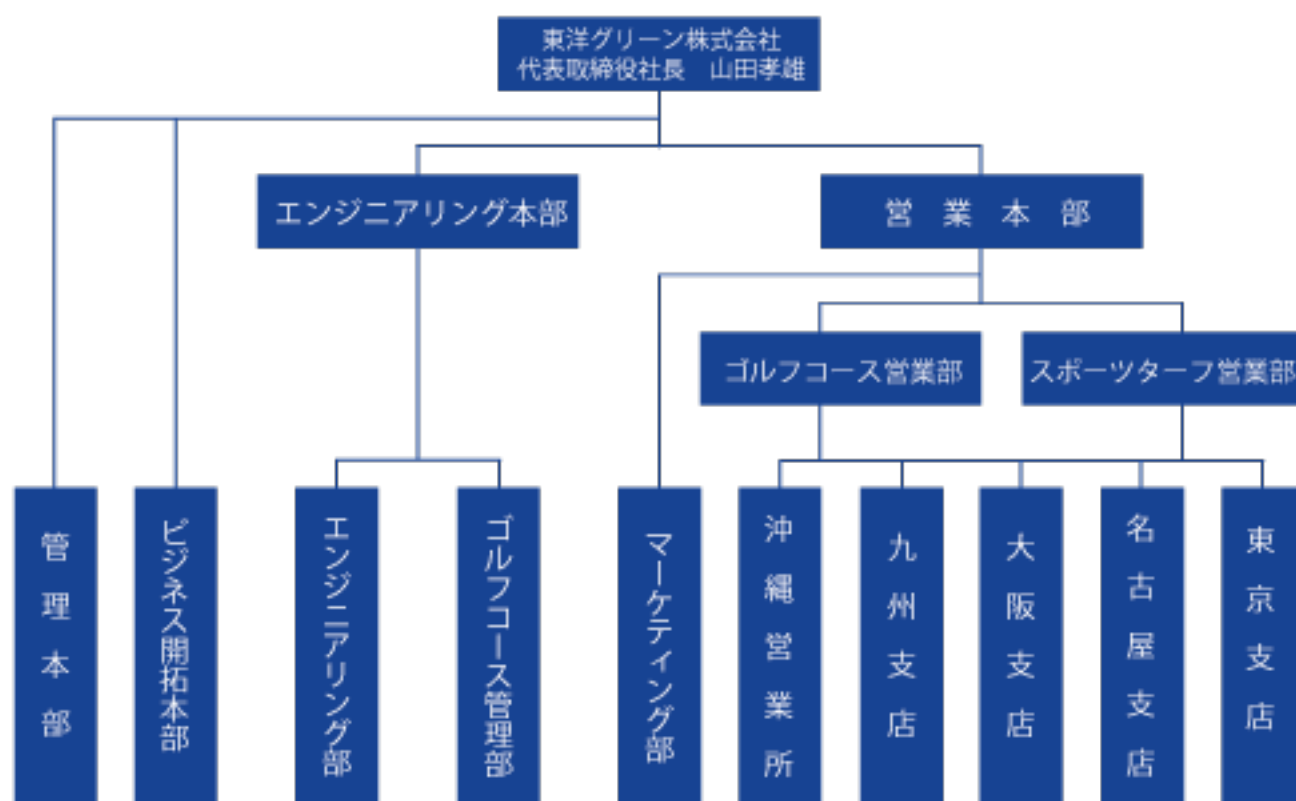 東洋グリーン株式会社
代表取締役社長　山田孝雄
エンジニアリング本部
営　業　本　部
ゴルフコース営業部
スポーツターフ営業部
管理本部
ビジネス開拓本部
エンジニアリング部
ゴルフコース管理部
マーケティング部
沖縄営業所
九州支店
大阪支店
名古屋支店
東京支店